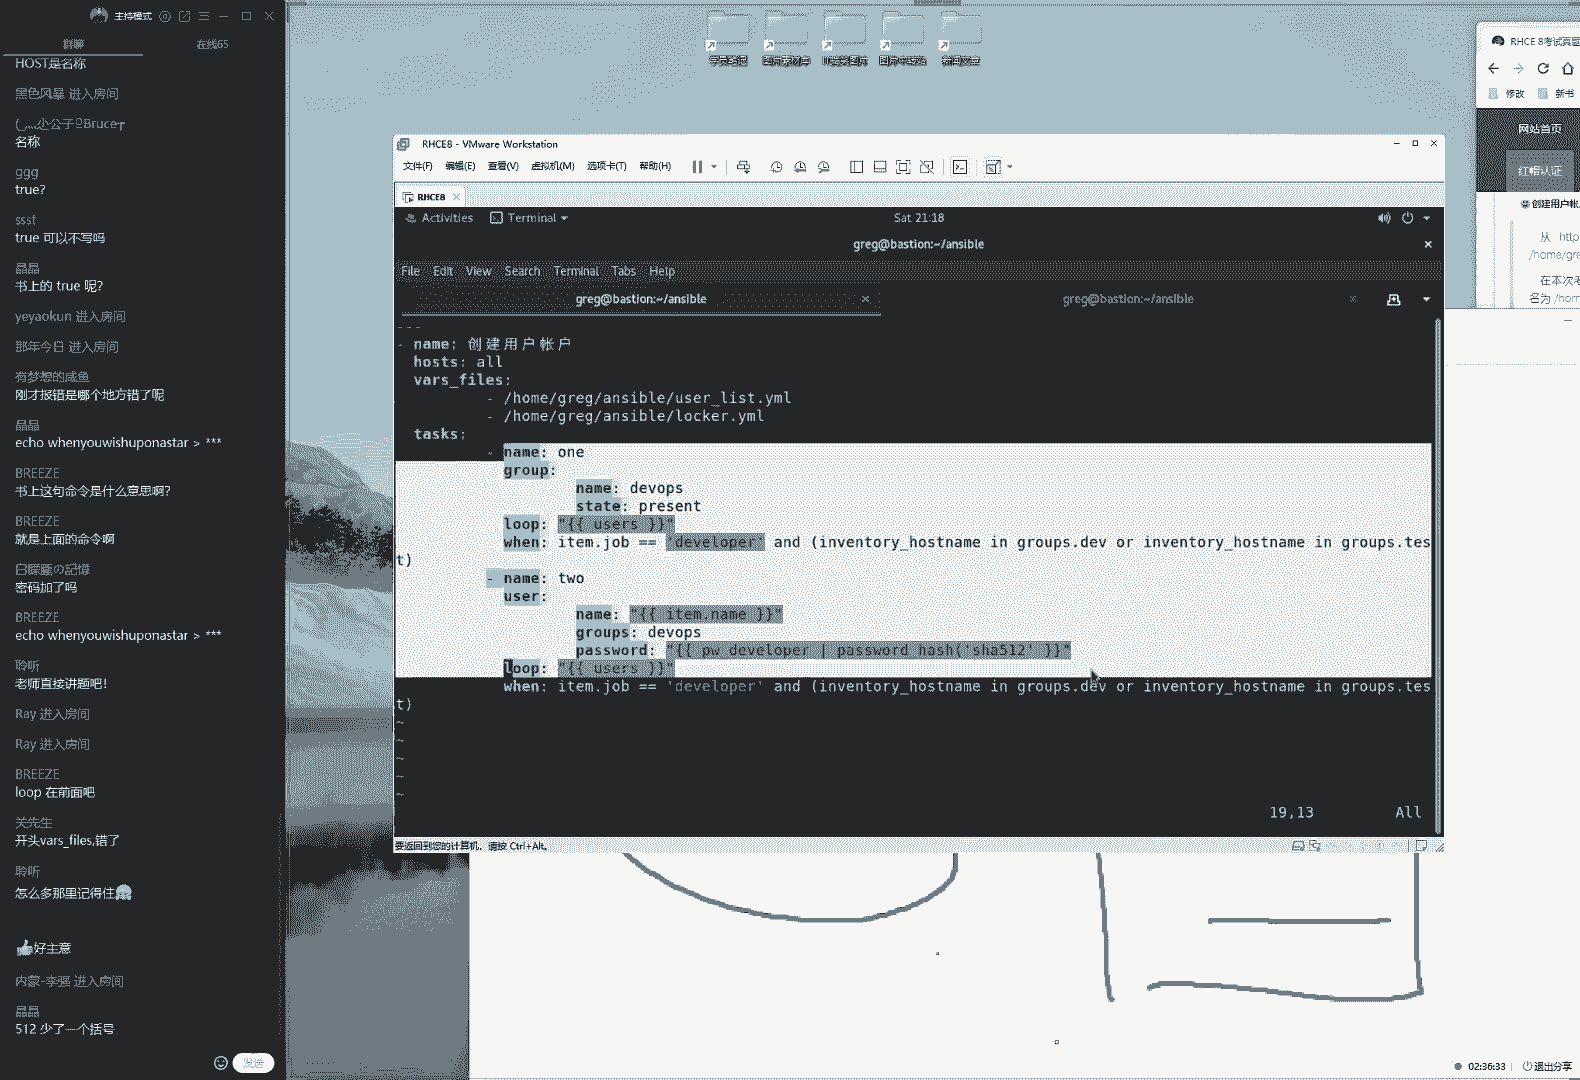 主持模式
群聊
在线65
HOST是名称
黑色风暴 进入房间
名称
ggg
true?
ssst
true 可以不写吗
晶晶
书上的 true 呢?
yeyaokun 进入房间
那年今日 进入房间
有梦想的咸鱼
刚才报错是哪个地方错了呢
晶晶
echo whenyouwishuponastar > ***
BREEZE
书上这句命令是什么意思啊?
BREEZE
就是上面的命令啊
密码加了吗
BREEZE
echo whenyouwishuponastar > ***
聆听
老师直接讲题吧!
Ray 进入房间
Ray 进入房间
BREEZE
loop 在前面吧
关先生
开头vars_files,错了
聆听
怎么多那里记得住
好主意
内蒙-李强 进入房间
晶晶
512 少了一个括号
发送
RHCE8 - VMware Workstation
文件(F) 编辑(E) 查看(V) 虚拟机(M) 选项卡(T) 帮助(H)
RHCE8
Activities Terminal Sat 21:18
greg@bastion:~/ansible
File Edit View Search Terminal Tabs Help
greg@bastion:~/ansible greg@bastion:~/ansible
---
- name: 创建用户帐户
hosts: all
vars_files:
- /home/greg/ansible/user_list.yml
- /home/greg/ansible/locker.yml
tasks:
- name: one
group:
name: devops
state: present
loop: "{{ users }}"
when: item.job == 'developer' and (inventory_hostname in groups.dev or inventory_hostname in groups.tes
t)
- name: two
user:
name: "{{ item.name }}"
groups: devops
password: "{{ pw_developer | password_hash('sha512' }}"
loop: "{{ users }}"
when: item.job == 'developer' and (inventory_hostname in groups.dev or inventory_hostname in groups.tes
t)
~
~
~
~
~
19,13 All
要返回到您的计算机，请按 Ctrl+Alt。
RHCE 8考试真题
修改 新书
网站首页
红帽认证
创建用户帐
从 http
/home/gre
在本次考
名为 /hom
02:36:33
退出分享